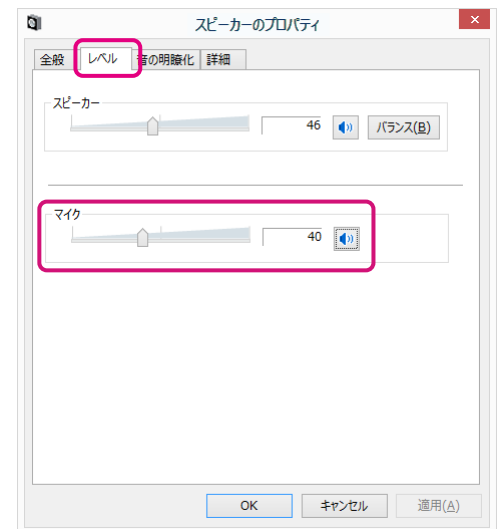 スピーカーのプロパティ
全般 レベル 音の明瞭化 詳細
スピーカー
46 バランス(B)
マイク
40
OK キャンセル 適用(A)